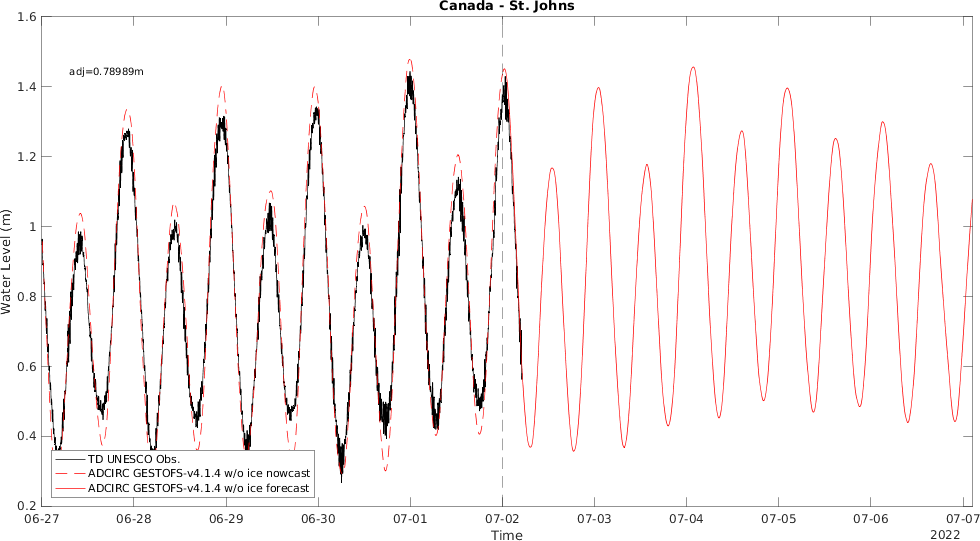 Canada - St. Johns
1.6
1.4
1.2
1
0.8
0.6
0.4
0.2
Water Level (m)
adj=0.78989m
TD UNESCO Obs.
ADCIRC GESTOFS-v4.1.4 w/o ice nowcast
ADCIRC GESTOFS-v4.1.4 w/o ice forecast
06-27 06-28 06-29 06-30 07-01 07-02 07-03 07-04 07-05 07-06 07-07
Time
2022